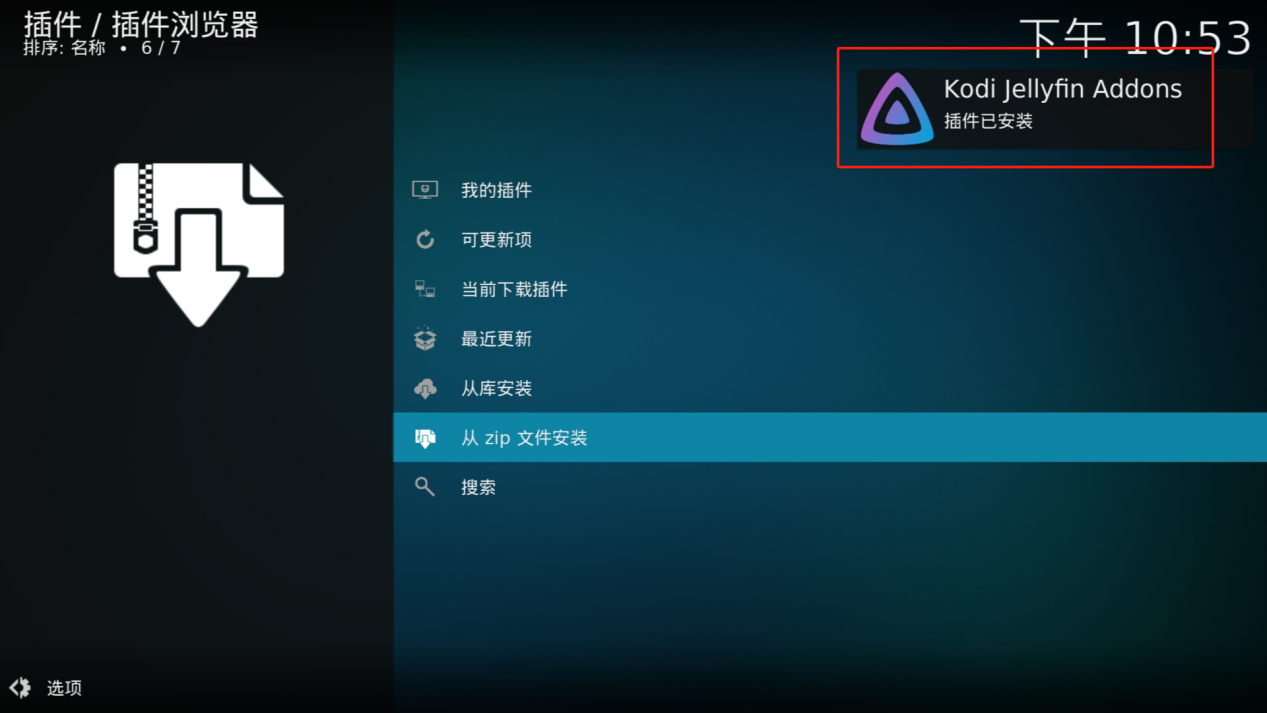 插件 / 插件浏览器
排序: 名称 • 6 / 7
下午 10:53
Kodi Jellyfin Addons
插件已安装
我的插件
可更新项
当前下载插件
最近更新
从库安装
从 zip 文件安装
搜索
选项